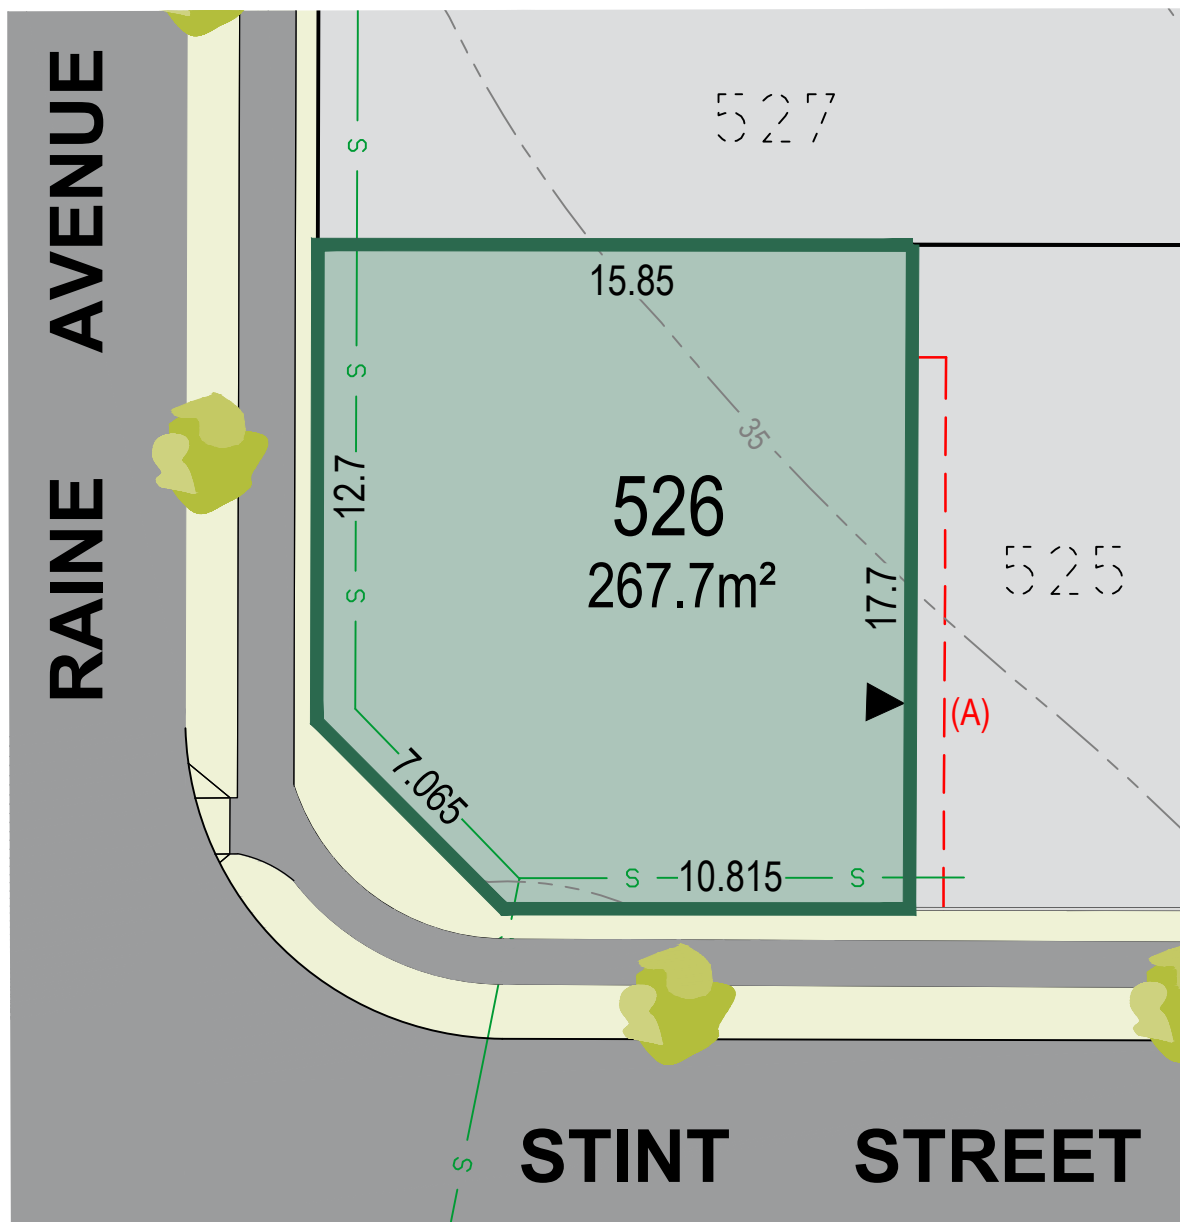 527
S
15.85
S
35
12.7
526
267.7m²
525
17.7
S
(A)
7.065
S
10.815
S
S
RAINE AVENUE
STINT STREET